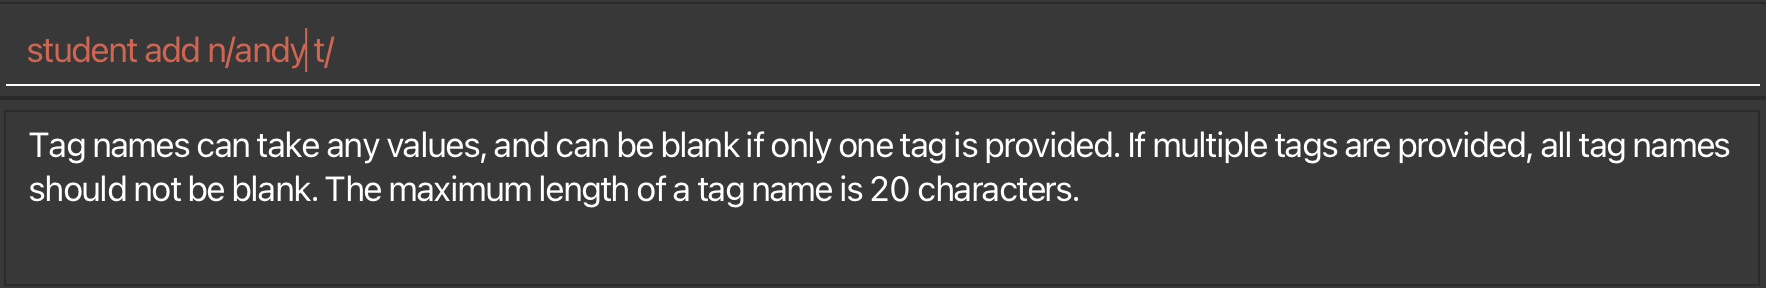 student add n/andy t/
Tag names can take any values, and can be blank if only one tag is provided. If multiple tags are provided, all tag names
should not be blank. The maximum length of a tag name is 20 characters.